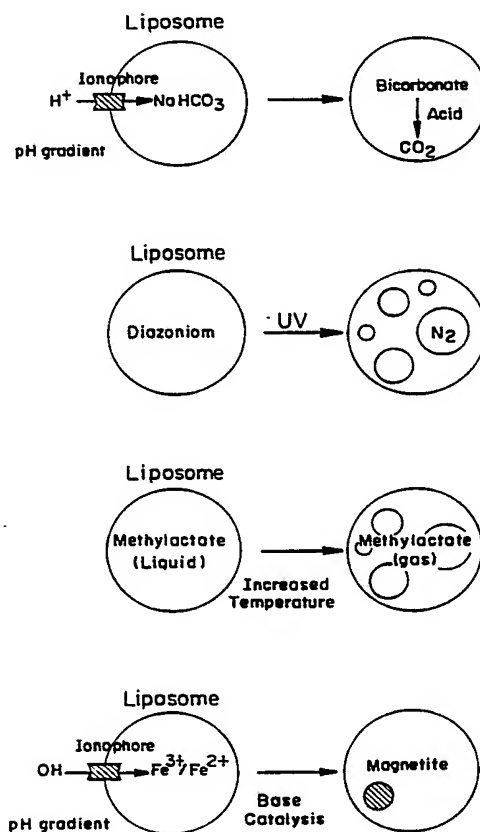 Liposome
Ionophore
H⁺ NaHCO₃
pH gradient
Bicarbonate
Acid
CO₂
Liposome
Diazoniom
UV
N₂
Liposome
Methylactate
(Liquid)
Increased
Temperature
Methylactate
(gas)
Liposome
Ionophore
OH Fe³⁺/Fe²⁺
pH gradient
Base
Catalysis
Magnetite